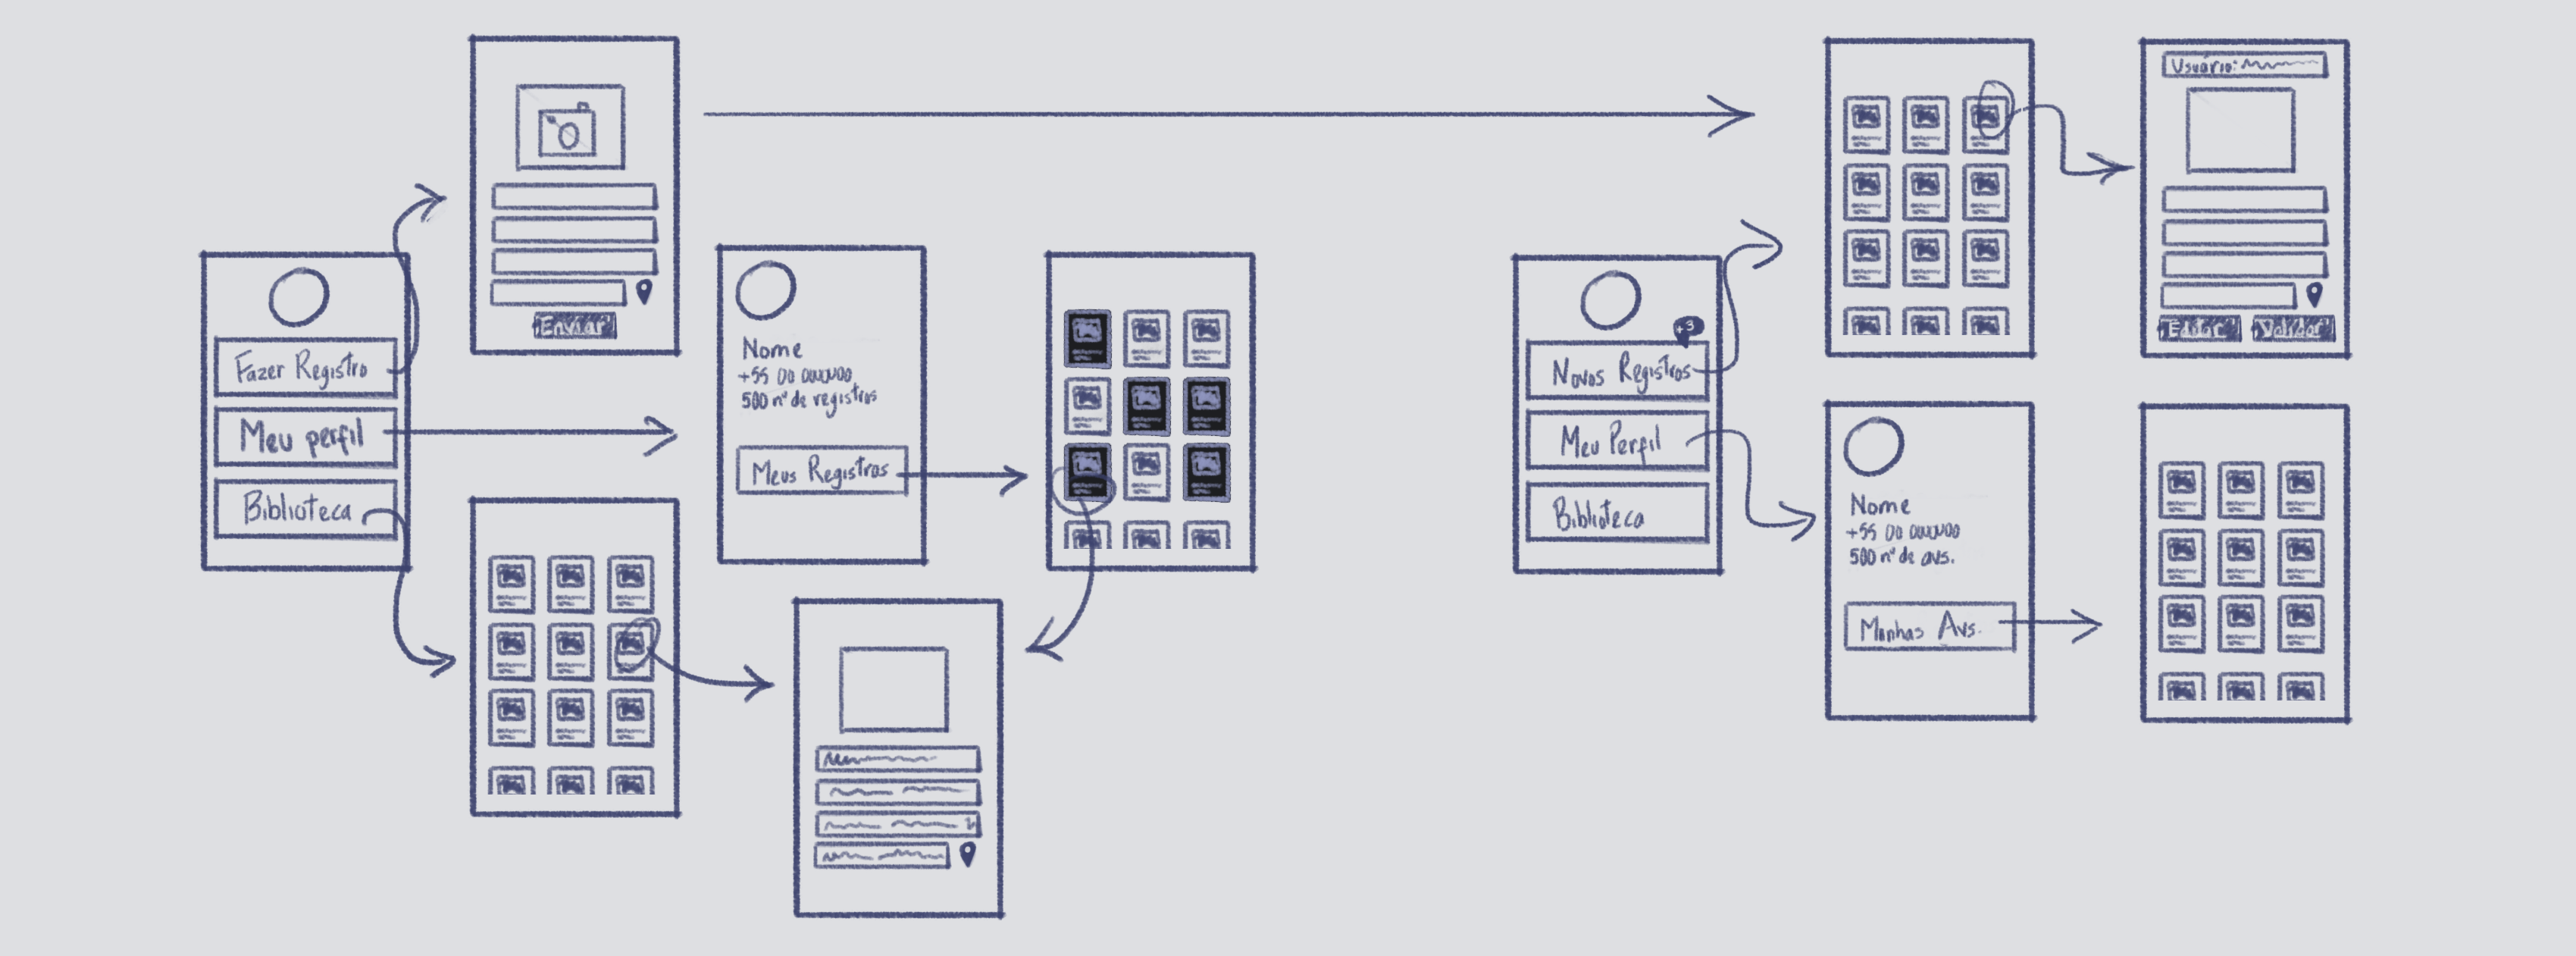 Fazer Registro
Meu perfil
Biblioteca
Enviar
Nome
+55 00 000000
500 nº de registros
Meus Registros
+3
Novos Registros
Meu Perfil
Biblioteca
Usuário:
Editar
Validar
Nome
+55 00 000000
500 nº de avs.
Minhas Avs.